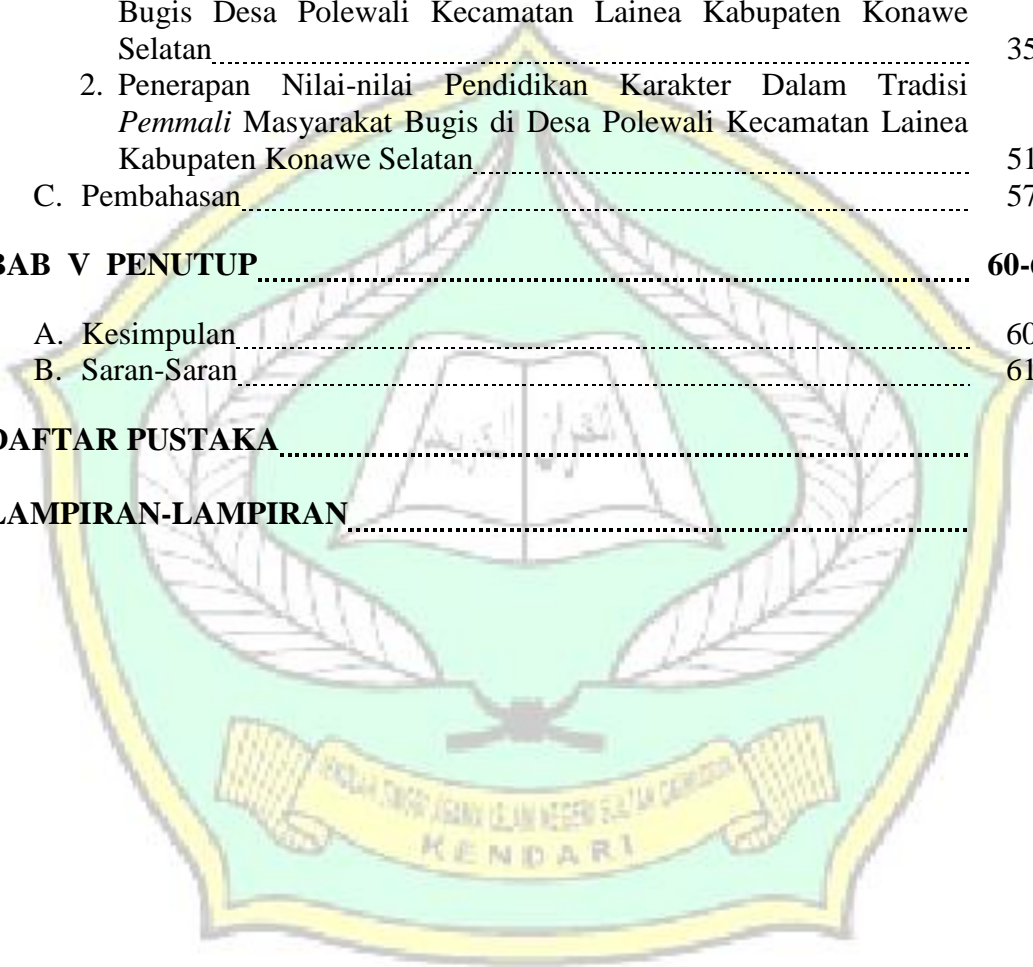 Bugis Desa Polewali Kecamatan Lainea Kabupaten Konawe
Selatan 35
2. Penerapan Nilai-nilai Pendidikan Karakter Dalam Tradisi
Pemmali Masyarakat Bugis di Desa Polewali Kecamatan Lainea
Kabupaten Konawe Selatan 51
C. Pembahasan 57
BAB V PENUTUP 60-
A. Kesimpulan 60
B. Saran-Saran 61
DAFTAR PUSTAKA
LAMPIRAN-LAMPIRAN
KENDARI